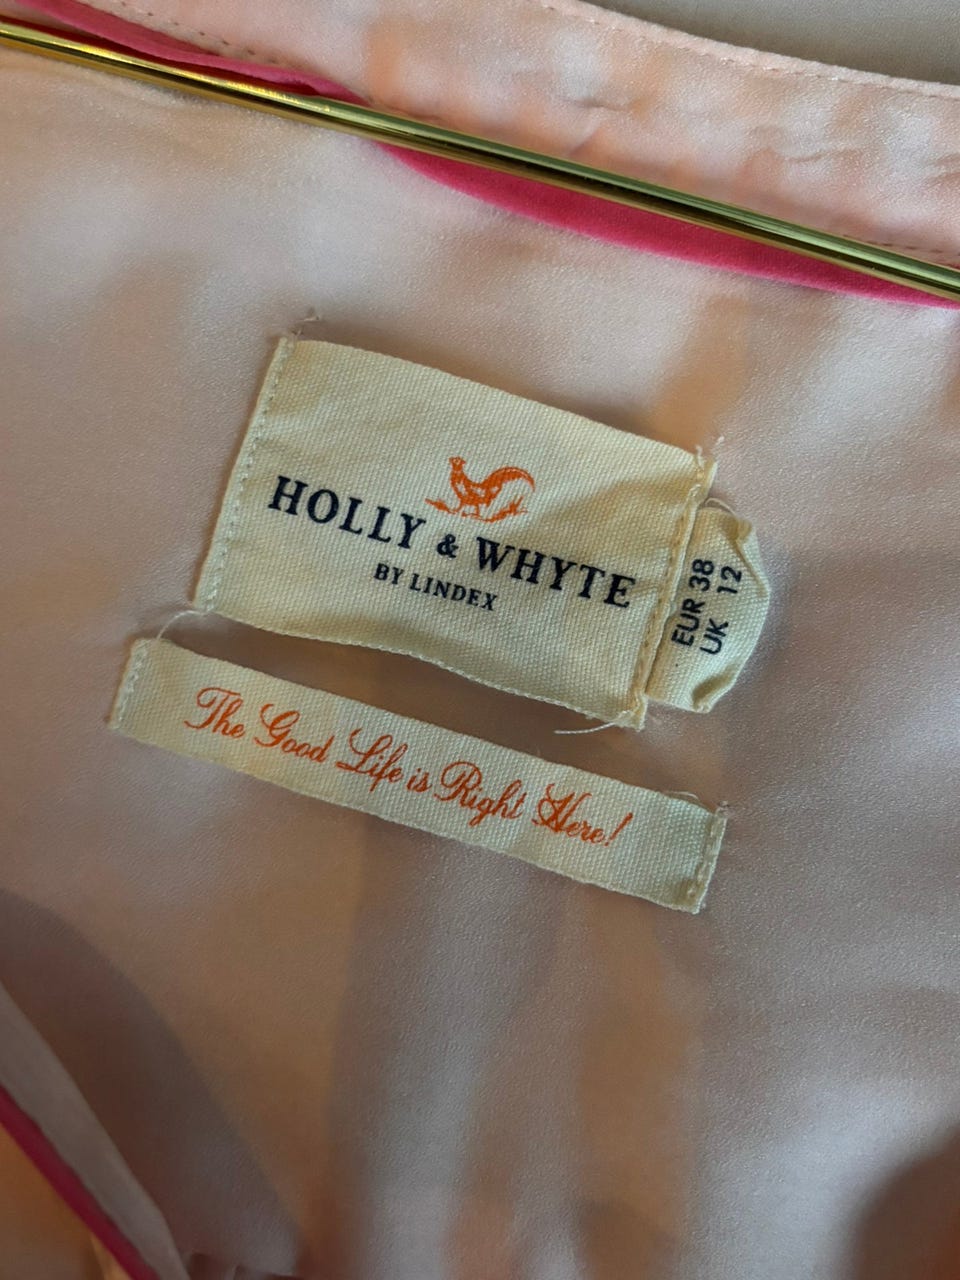 HOLLY & WHYTE
BY LINDEX
EUR 38
UK 12
The Good Life is Right Here!